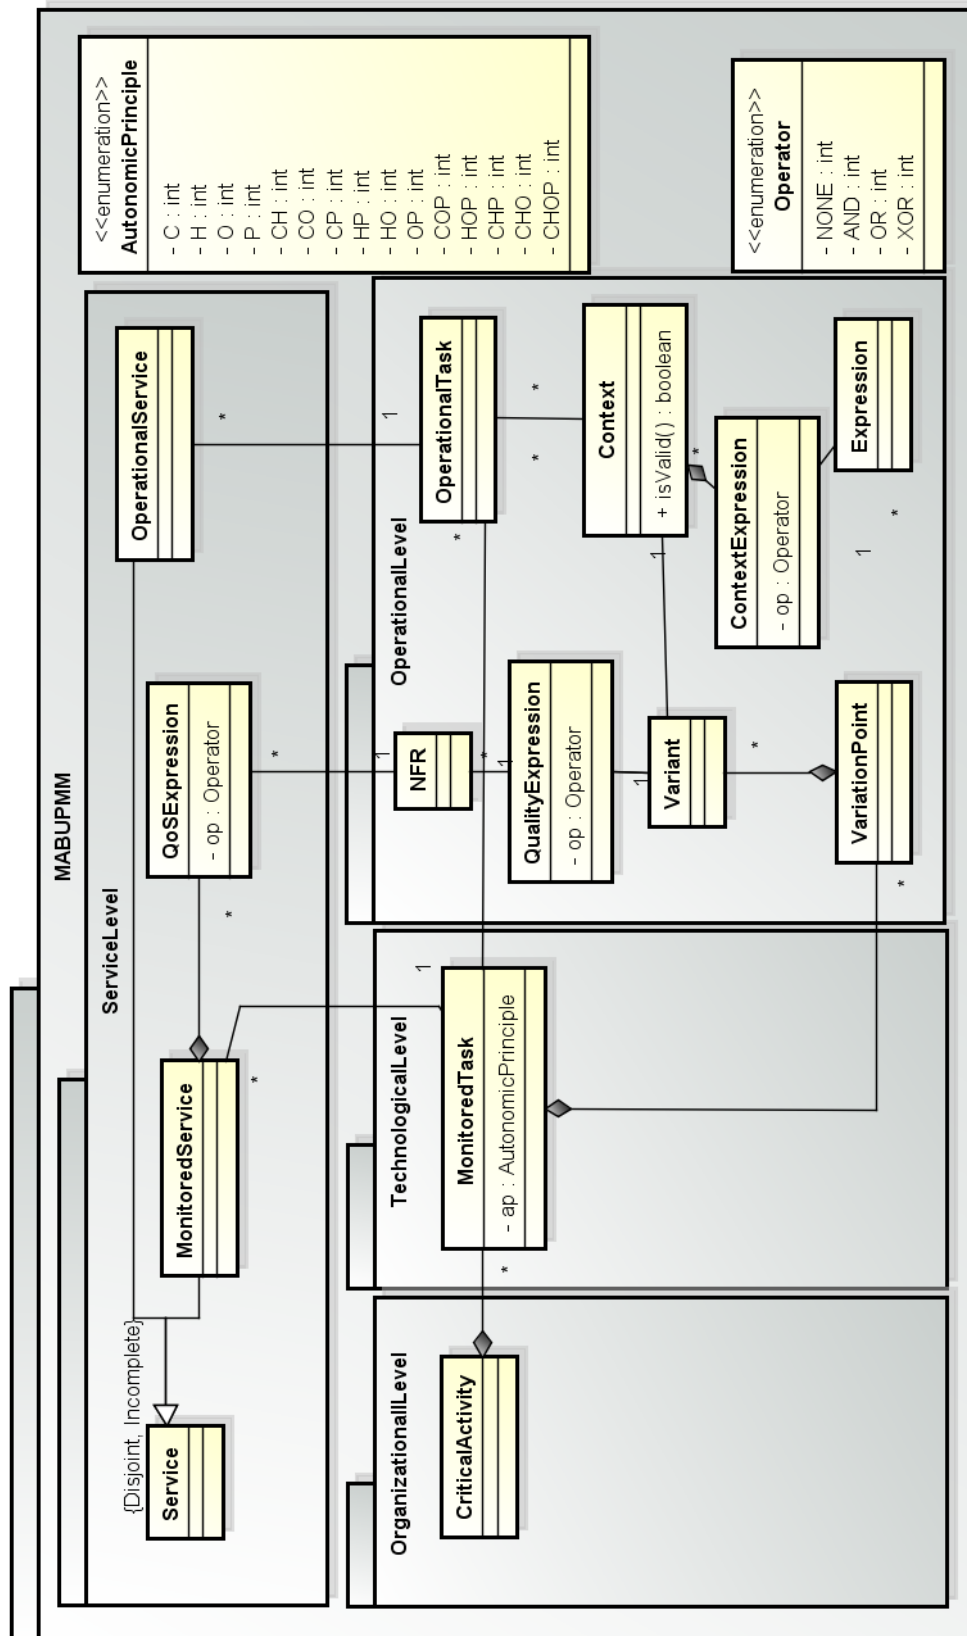 MABUPMM
ServiceLevel
{Disjoint, Incomplete}
Service
MonitoredService
*
*
QoSExpression
- op : Operator
*
OperationalService
*
<<enumeration>>
AutonomicPrinciple
- C : int
- H : int
- O : int
- P : int
- CH : int
- CO : int
- CP : int
- HP : int
- HO : int
- OP : int
- COP : int
- HOP : int
- CHP : int
- CHO : int
- CHOP : int
OrganizationallLevel
CriticalActivity
*
TechnologicalLevel
MonitoredTask
- ap : AutonomicPrinciple
1
OperationalLevel
1
NFR
*
1
QualityExpression
- op : Operator
1
Variant
*
VariationPoint
*
1
OperationalTask
*
*
*
Context
+ isValid() : boolean
1
*
ContextExpression
- op : Operator
1
*
Expression
<<enumeration>>
Operator
- NONE : int
- AND : int
- OR : int
- XOR : int